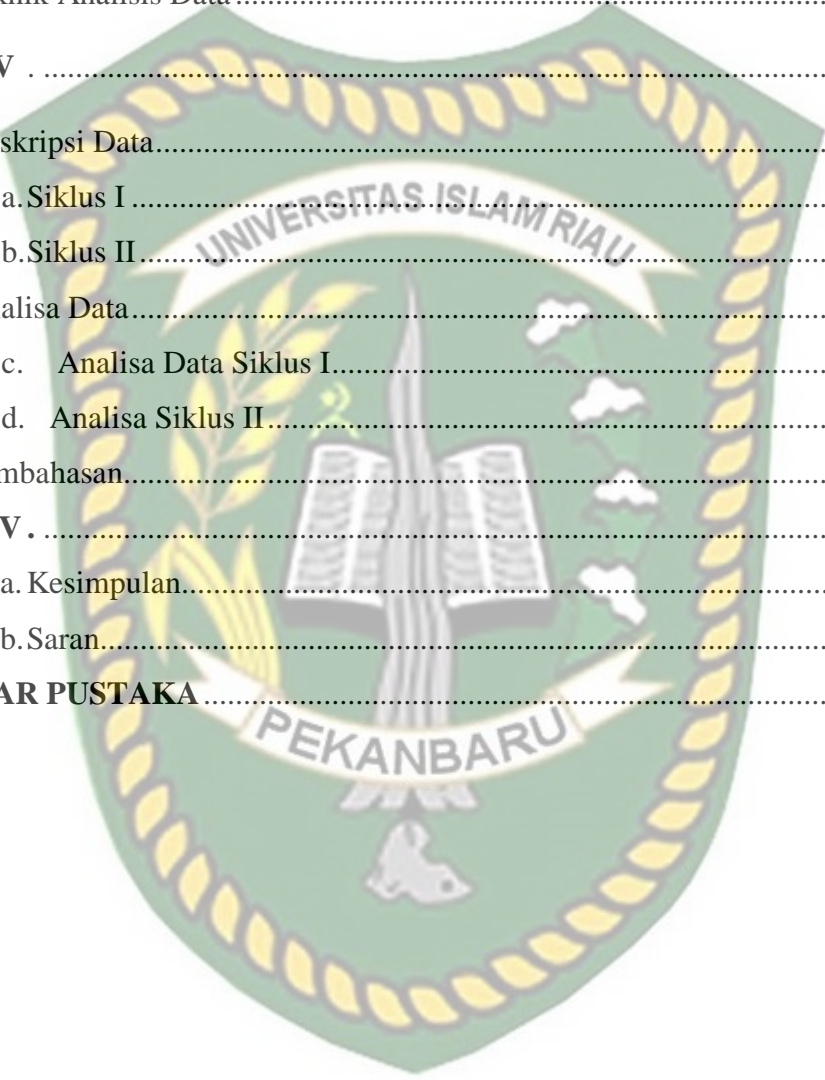 knik Analisis Data
V .
skripsi Data
a. Siklus I
UNIVERSITAS ISLAM RIAU
b. Siklus II
alisa Data
c. Analisa Data Siklus I
d. Analisa Siklus II
mbahasan
V .
a. Kesimpulan
b. Saran
AR PUSTAKA
PEKANBARU